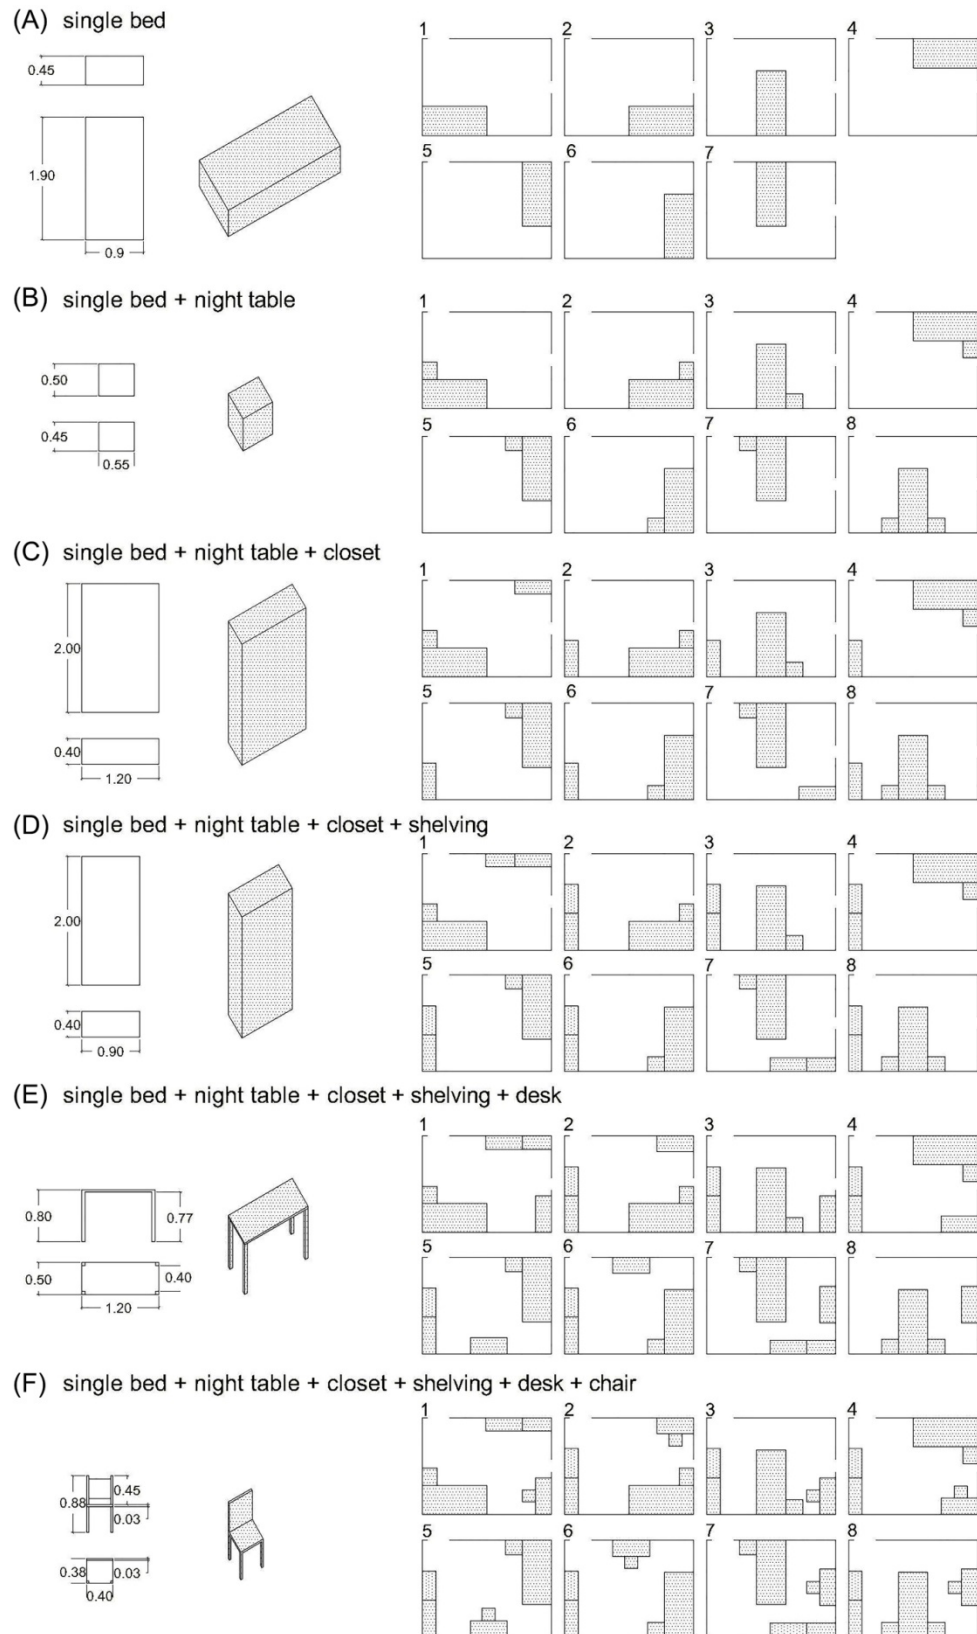 (A) single bed
0.45
1.90
0.9
1 2 3 4
5 6 7
(B) single bed + night table
0.50
0.45
0.55
1 2 3 4
5 6 7 8
(C) single bed + night table + closet
2.00
0.40
1.20
1 2 3 4
5 6 7 8
(D) single bed + night table + closet + shelving
2.00
0.40
0.90
1 2 3 4
5 6 7 8
(E) single bed + night table + closet + shelving + desk
0.80 0.77
0.50 0.40
1.20
1 2 3 4
5 6 7 8
(F) single bed + night table + closet + shelving + desk + chair
0.88 0.45
0.03
0.38 0.03
0.40
1 2 3 4
5 6 7 8